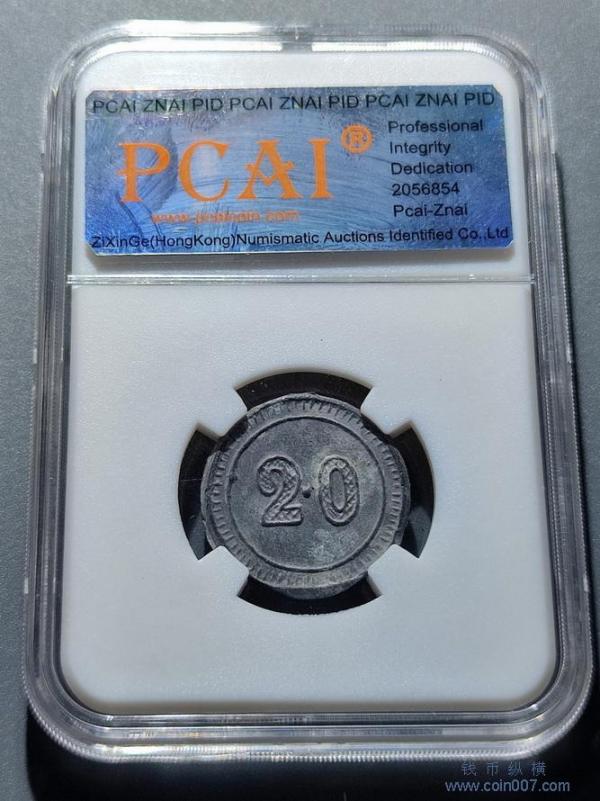 PCAI ZNAI PID PCAI ZNAI PID PCAI ZNAI PID
PCAI®
Professional
Integrity
Dedication
2056854
Pcai-Znai
ZiXinGe(HongKong)Numismatic Auctions Identified Co.,Ltd
20
钱币纵横
www.coin007.com